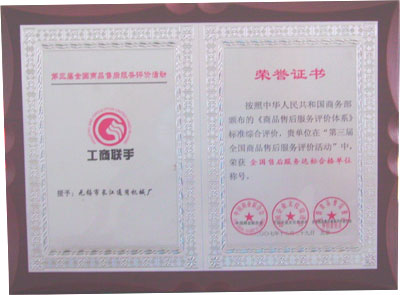 第三届全国商品售后服务评价活动
工商联手
授予：无锡市长江通用机械厂
荣誉证书
按照中华人民共和国商务部
颁布的《商品售后服务评价体系》
标准综合评价，贵单位在“第三届
全国商品售后服务评价活动”中，
荣获 全国售后服务达标合格单位
称号。